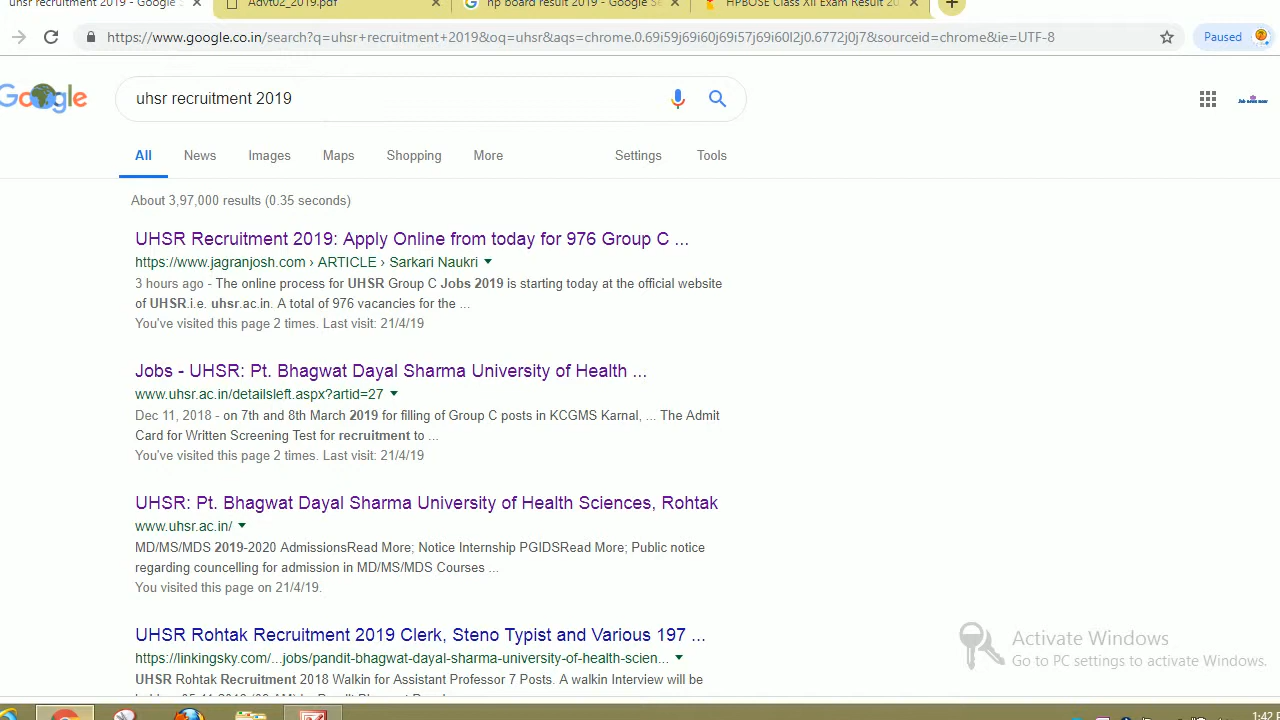 uhsr recruitment 2019 - Google S
Advt02_2019.pdf
hp board result 2019 - Google Se
HPBOSE Class XII Exam Result 20
https://www.google.co.in/search?q=uhsr+recruitment+2019&oq=uhsr&aqs=chrome.0.69i59j69i60j69i57j69i60l2j0.6772j0j7&sourceid=chrome&ie=UTF-8
Paused
Google
uhsr recruitment 2019
Job news now
All News Images Maps Shopping More Settings Tools
About 3,97,000 results (0.35 seconds)
UHSR Recruitment 2019: Apply Online from today for 976 Group C ...
https://www.jagranjosh.com › ARTICLE › Sarkari Naukri
3 hours ago - The online process for UHSR Group C Jobs 2019 is starting today at the official website
of UHSR.i.e. uhsr.ac.in. A total of 976 vacancies for the ...
You've visited this page 2 times. Last visit: 21/4/19
Jobs - UHSR: Pt. Bhagwat Dayal Sharma University of Health ...
www.uhsr.ac.in/detailsleft.aspx?artid=27
Dec 11, 2018 - on 7th and 8th March 2019 for filling of Group C posts in KCGMS Karnal, ... The Admit
Card for Written Screening Test for recruitment to ...
You've visited this page 2 times. Last visit: 21/4/19
UHSR: Pt. Bhagwat Dayal Sharma University of Health Sciences, Rohtak
www.uhsr.ac.in/
MD/MS/MDS 2019-2020 AdmissionsRead More; Notice Internship PGIDSRead More; Public notice
regarding councelling for admission in MD/MS/MDS Courses ...
You visited this page on 21/4/19.
UHSR Rohtak Recruitment 2019 Clerk, Steno Typist and Various 197 ...
https://linkingsky.com/...jobs/pandit-bhagwat-dayal-sharma-university-of-health-scien...
UHSR Rohtak Recruitment 2018 Walkin for Assistant Professor 7 Posts. A walkin Interview will be
Activate Windows
Go to PC settings to activate Windows.
1:42 P